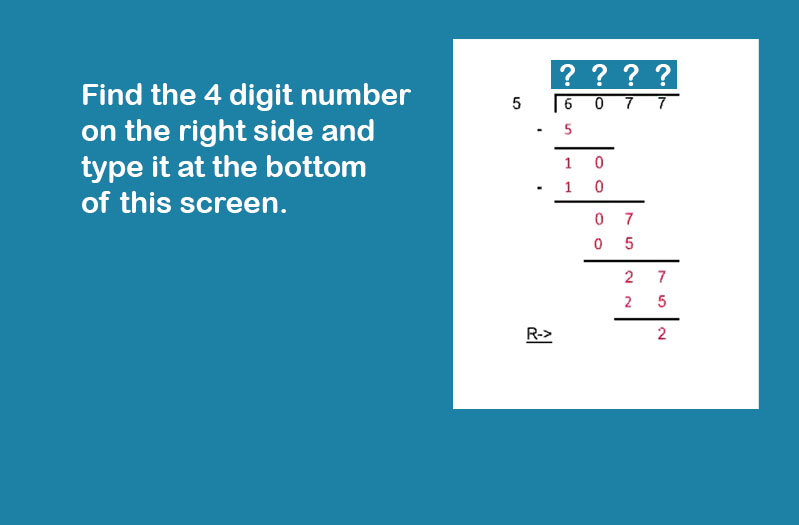 Find the 4 digit number
on the right side and
type it at the bottom
of this screen.
? ? ? ?
5 6 0 7 7
- 5
1 0
- 1 0
0 7
0 5
2 7
2 5
R-> 2